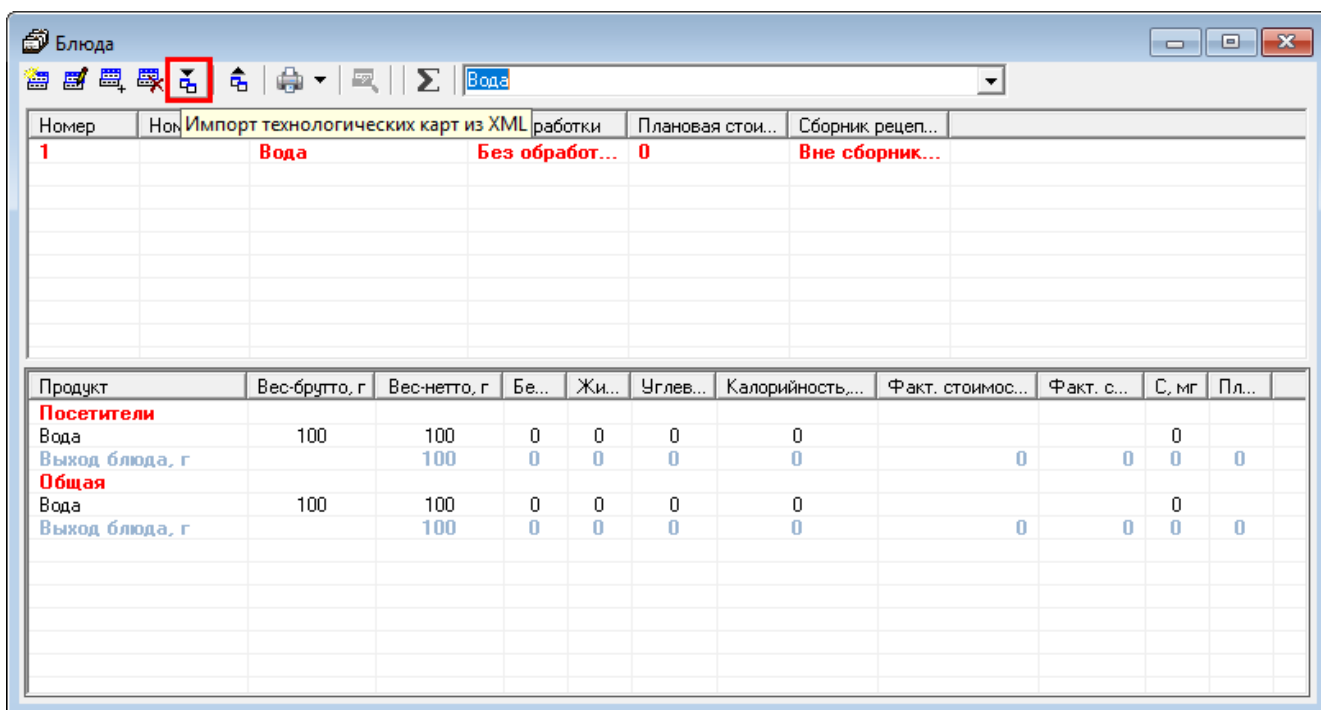 Блюда
Σ Вода
Импорт технологических карт из XML
Номер Ном работки Плановая стои... Сборник рецеп...
1 Вода Без обработ... 0 Вне сборник...
Продукт Вес-брутто, г Вес-нетто, г Бе... Жи... Углев... Калорийность,... Факт. стоимос... Факт. с... С, мг Пл...
Посетители
Вода 100 100 0 0 0 0 0
Выход блюда, г 100 0 0 0 0 0 0 0 0
Общая
Вода 100 100 0 0 0 0 0
Выход блюда, г 100 0 0 0 0 0 0 0 0